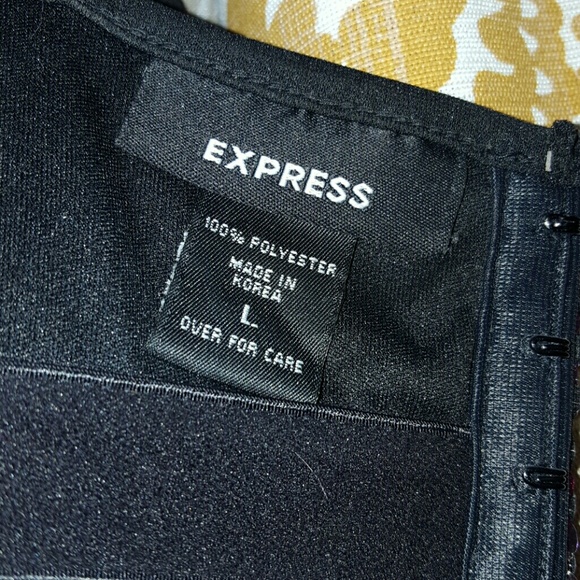 EXPRESS
100% POLYESTER
MADE IN
KOREA
L
OVER FOR CARE